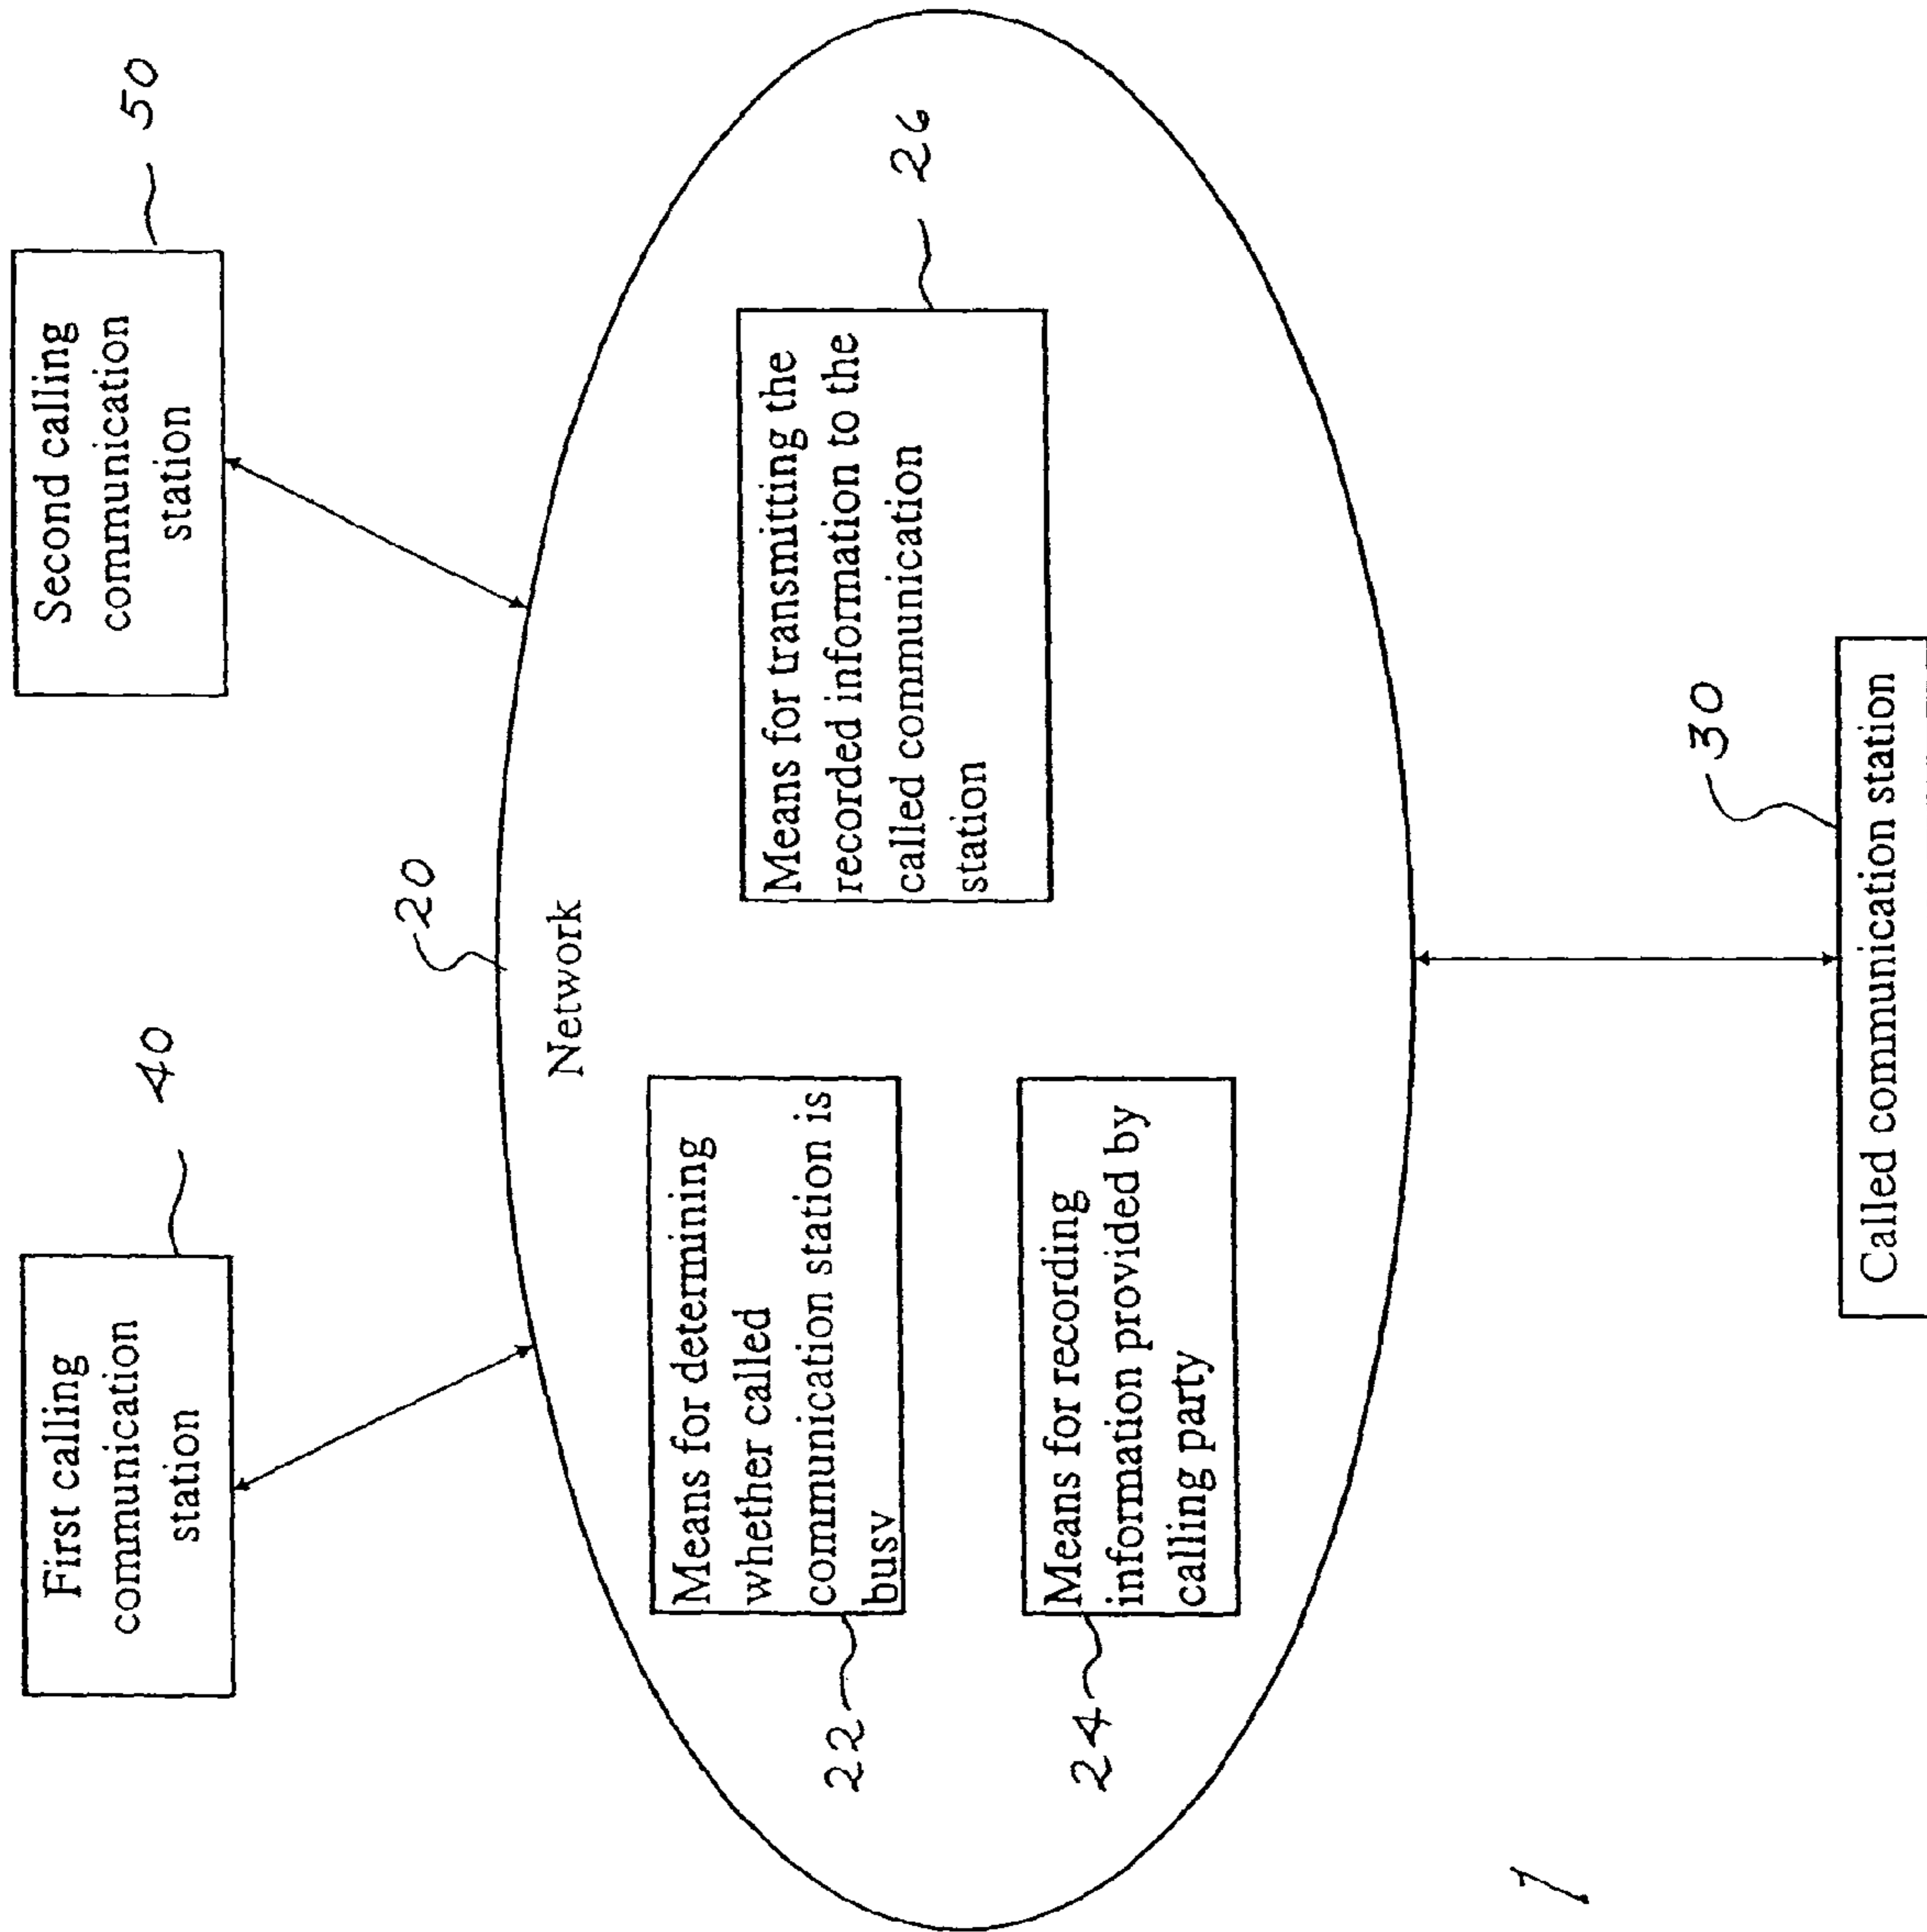 First calling
communication
station
40
Second calling
communication
station
50
20
Network
Means for determining
whether called
communication station is
busy
22
Means for recording
information provided by
calling party
24
Means for transmitting the
recorded information to the
called communication
station
26
30
Called communication station